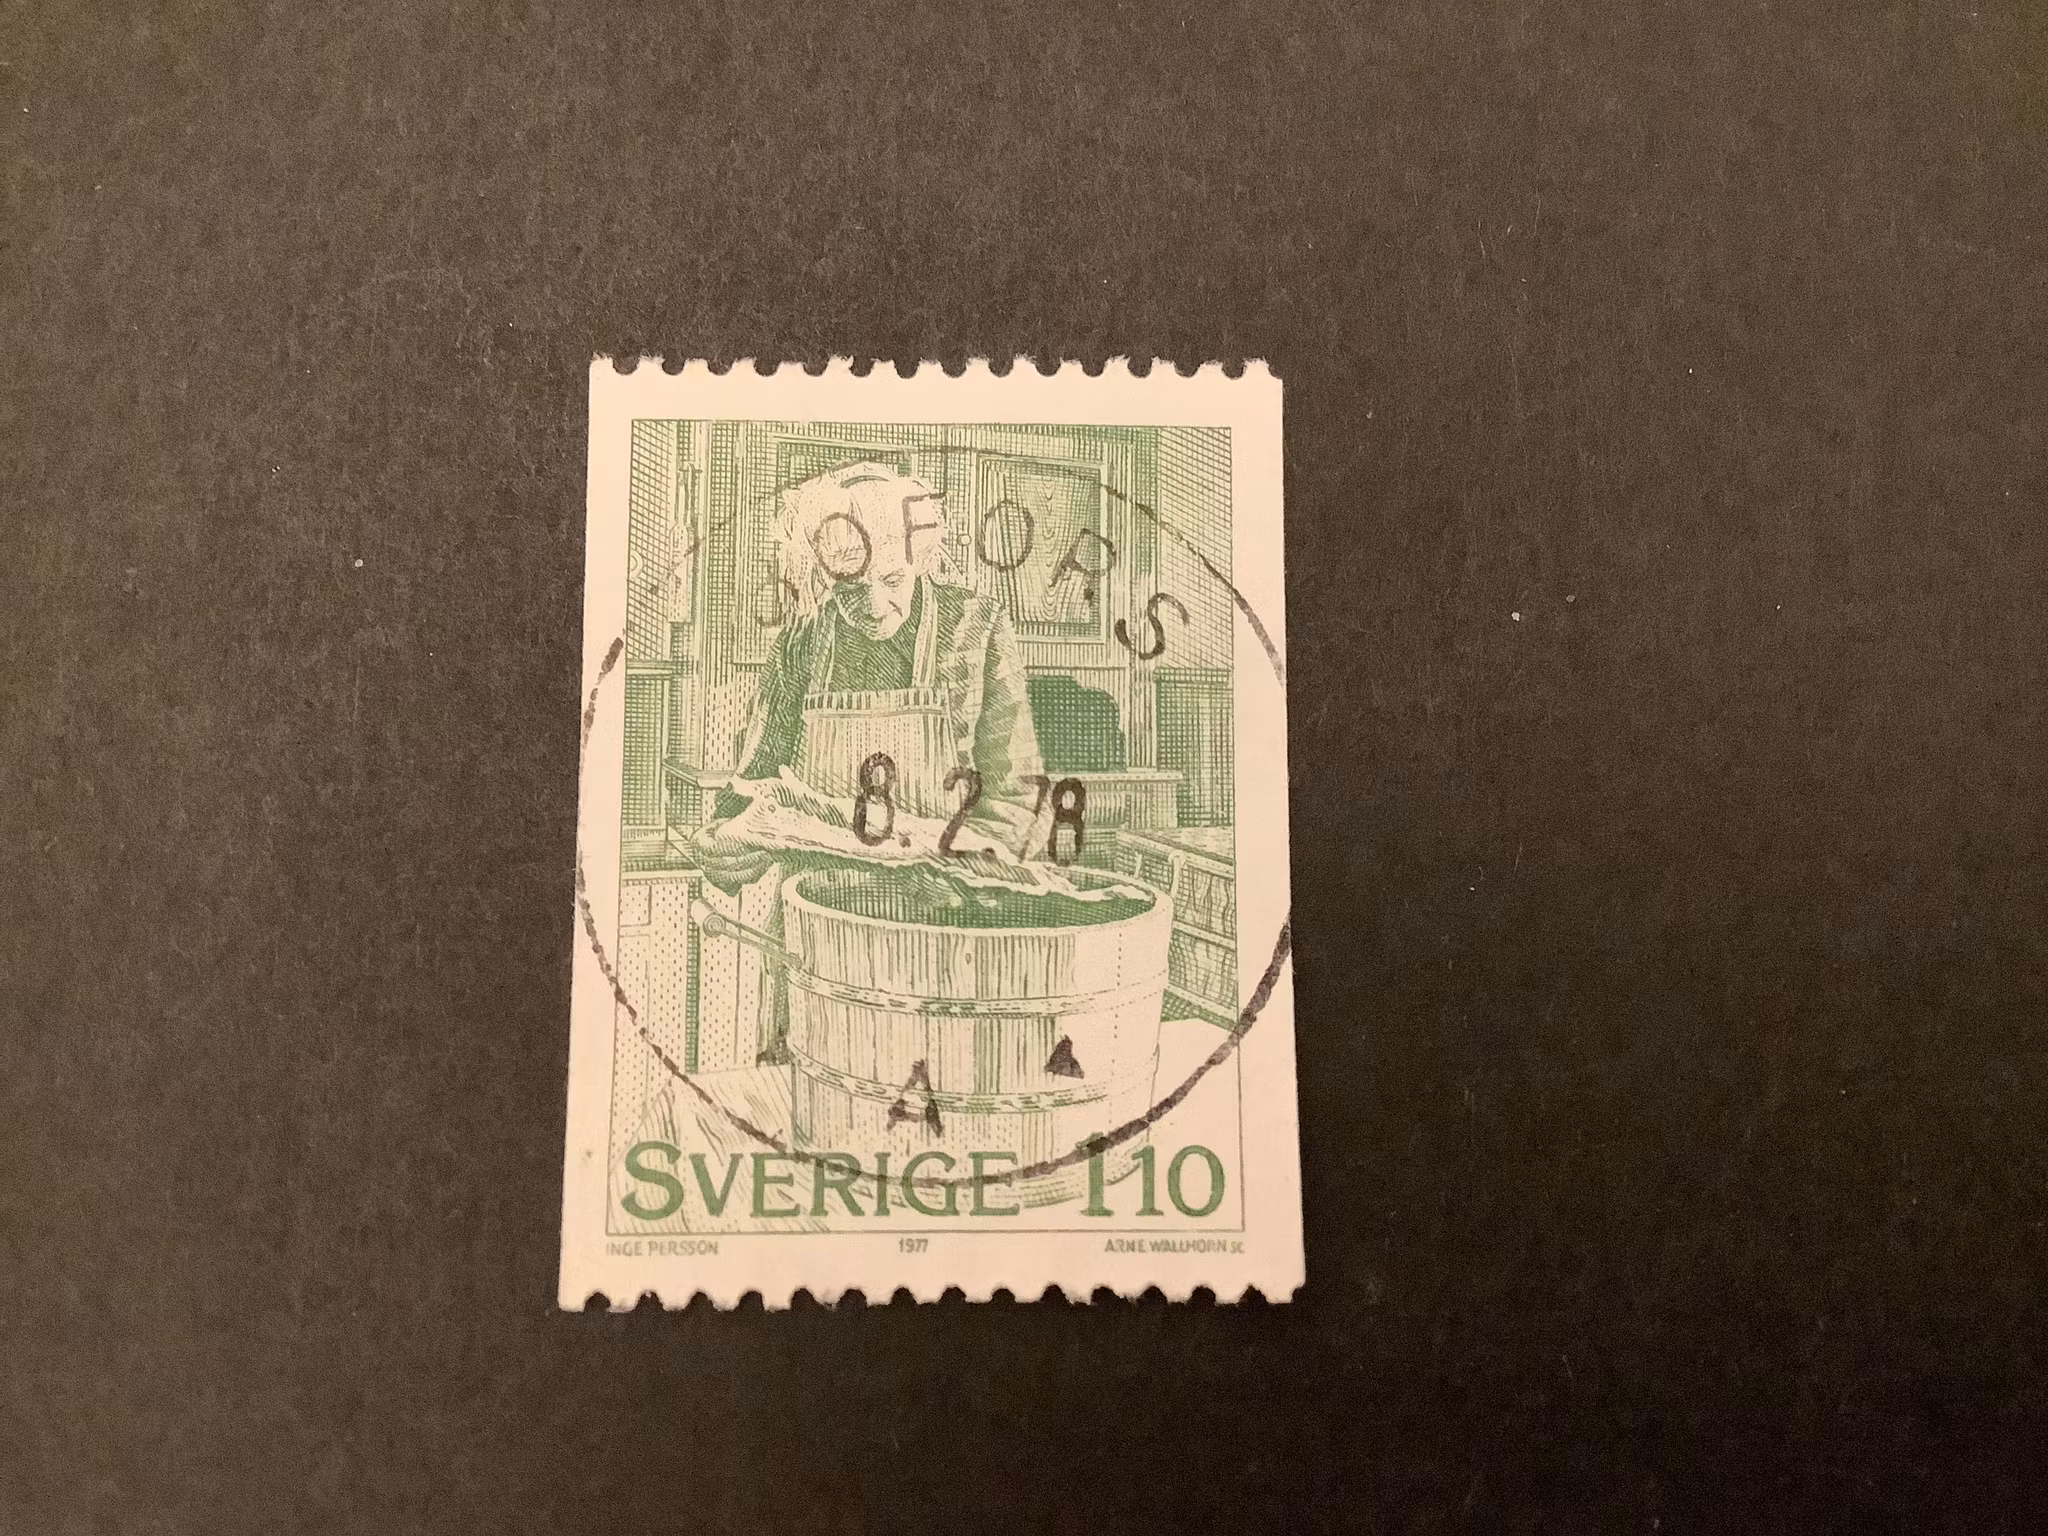 OFORS
8.2.78
A
SVERIGE 110
INGE PERSSON 1977 ARNE WALLHORN SC